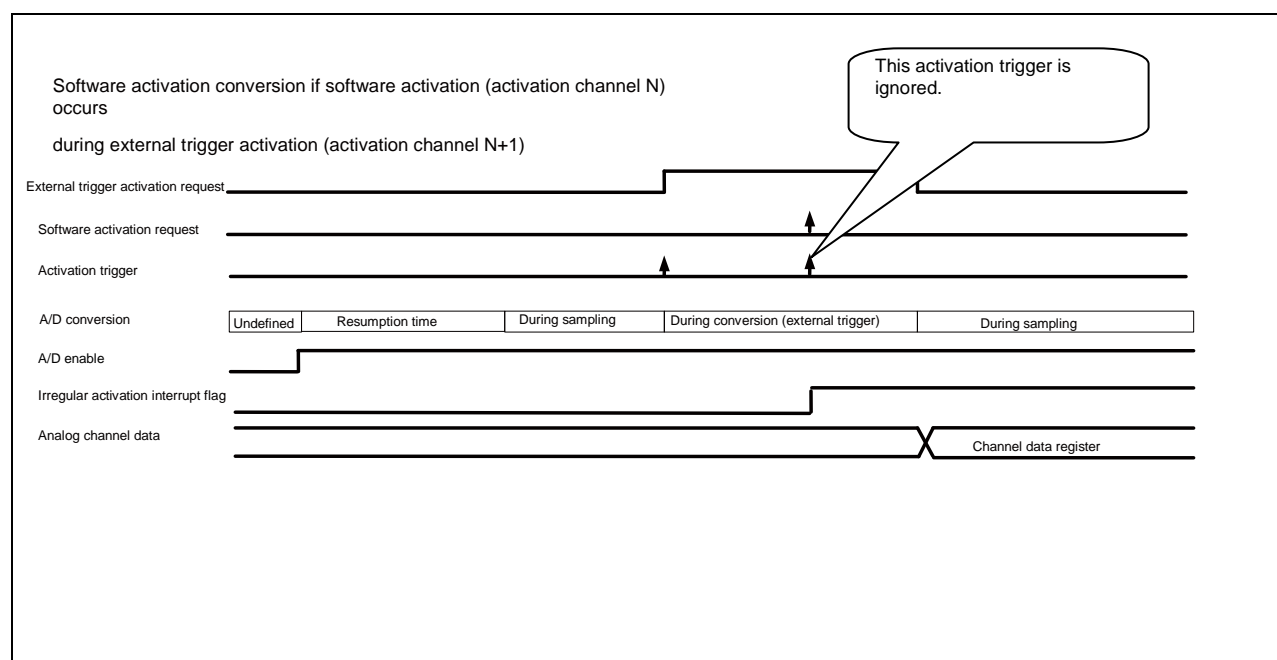 This activation trigger is
ignored.
Software activation conversion if software activation (activation channel N)
occurs
during external trigger activation (activation channel N+1)
External trigger activation request
Software activation request
Activation trigger
A/D conversion
Undefined
Resumption time
During sampling
During conversion (external trigger)
During sampling
A/D enable
Irregular activation interrupt flag
Analog channel data
Channel data register